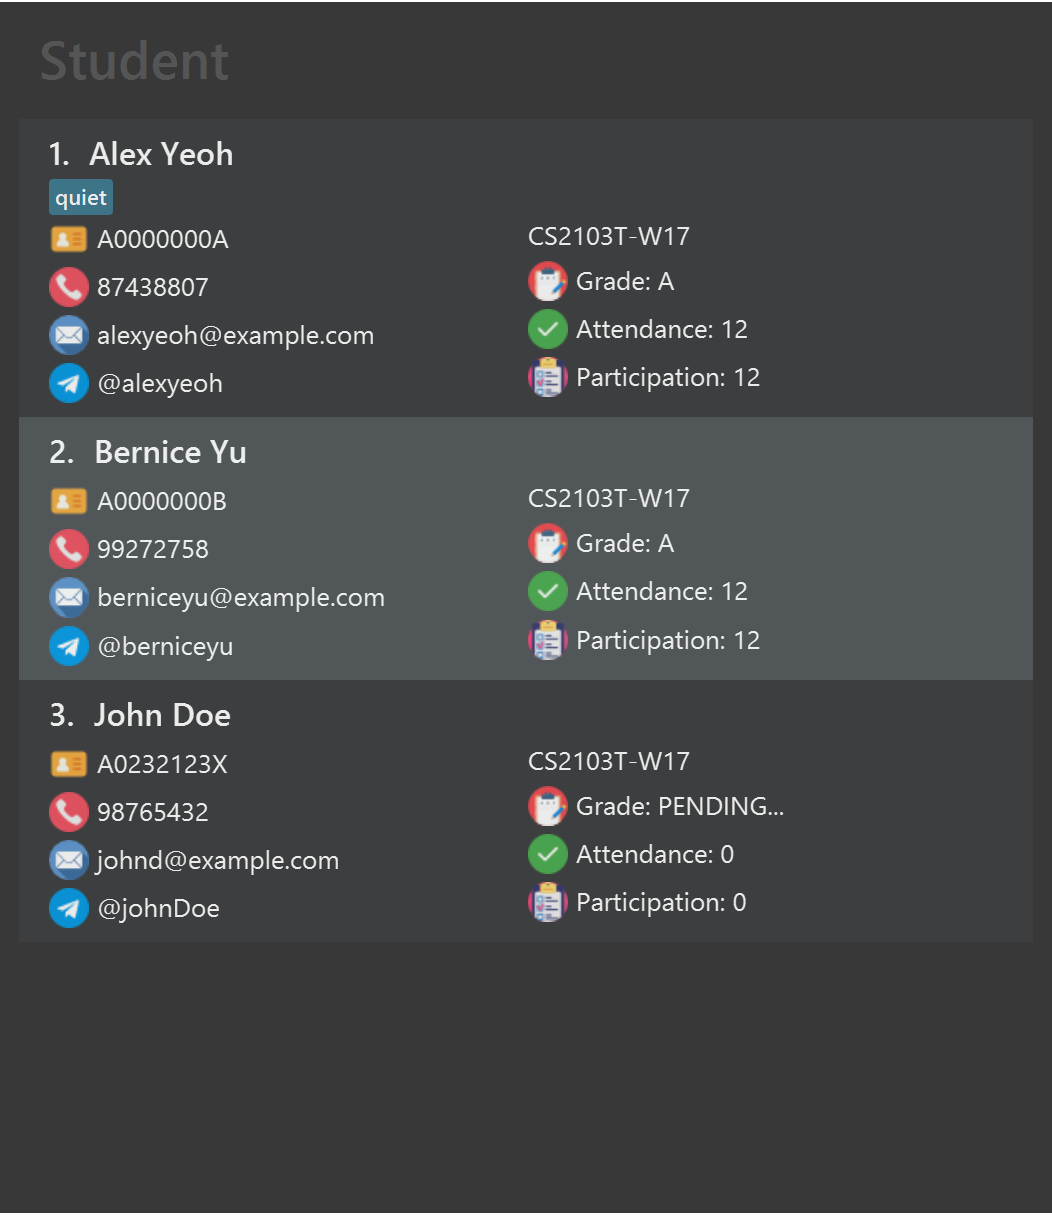 Student
1. Alex Yeoh
quiet
A0000000A
87438807
alexyeoh@example.com
@alexyeoh
CS2103T-W17
Grade: A
Attendance: 12
Participation: 12
2. Bernice Yu
A0000000B
99272758
berniceyu@example.com
@berniceyu
CS2103T-W17
Grade: A
Attendance: 12
Participation: 12
3. John Doe
A0232123X
98765432
johnd@example.com
@johnDoe
CS2103T-W17
Grade: PENDING...
Attendance: 0
Participation: 0